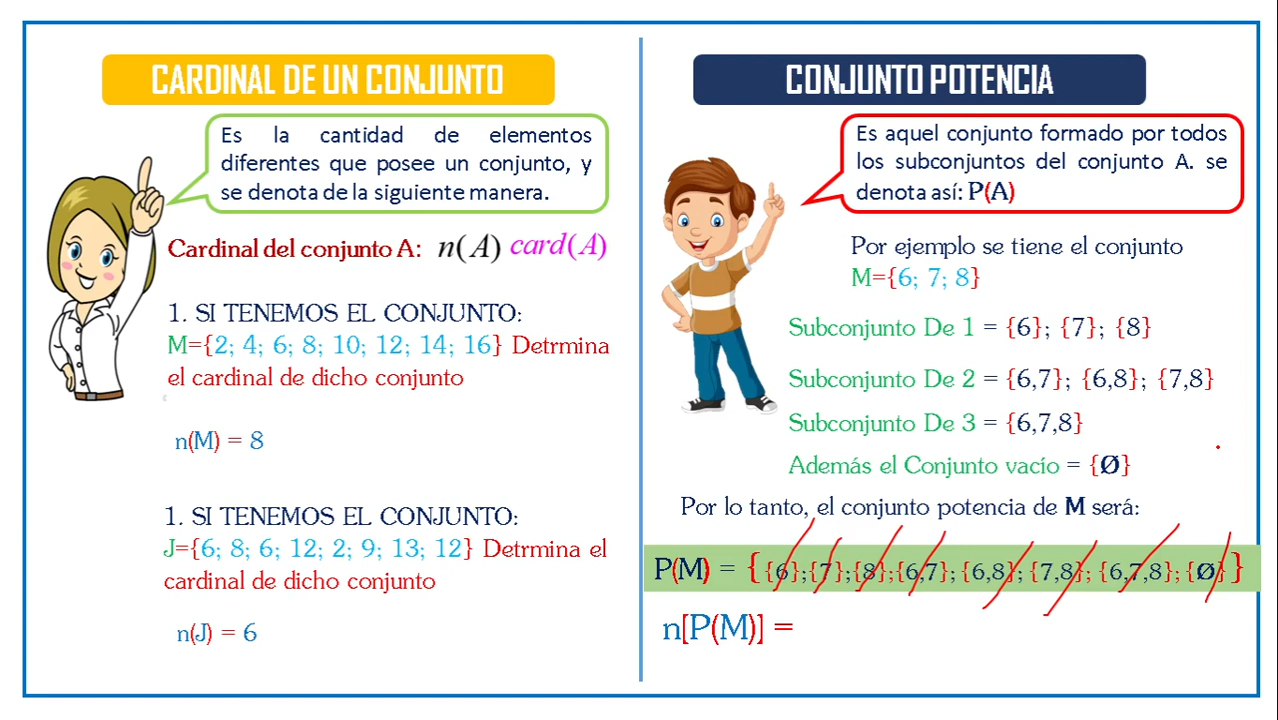 CARDINAL DE UN CONJUNTO
Es la cantidad de elementos
diferentes que posee un conjunto, y
se denota de la siguiente manera.
Cardinal del conjunto A: n(A) card(A)
1. SI TENEMOS EL CONJUNTO:
M={2; 4; 6; 8; 10; 12; 14; 16} Detrmina
el cardinal de dicho conjunto
n(M) = 8
1. SI TENEMOS EL CONJUNTO:
J={6; 8; 6; 12; 2; 9; 13; 12} Detrmina el
cardinal de dicho conjunto
n(J) = 6
CONJUNTO POTENCIA
Es aquel conjunto formado por todos
los subconjuntos del conjunto A. se
denota así: P(A)
Por ejemplo se tiene el conjunto
M={6; 7; 8}
Subconjunto De 1 = {6}; {7}; {8}
Subconjunto De 2 = {6,7}; {6,8}; {7,8}
Subconjunto De 3 = {6,7,8}
Además el Conjunto vacío = {Ø}
Por lo tanto, el conjunto potencia de M será:
P(M) = { {6};{7};{8};{6,7}; {6,8}; {7,8}; {6,7,8}; {Ø} }
n[P(M)] =